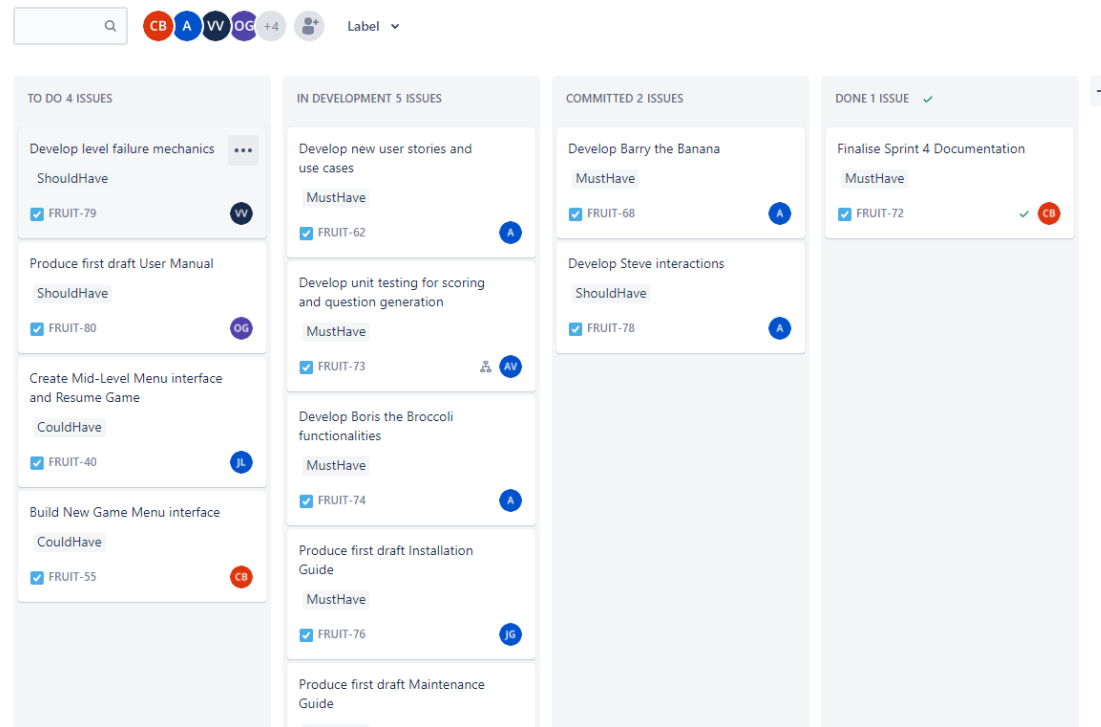 CB A VV OG +4 Label
TO DO 4 ISSUES
Develop level failure mechanics
ShouldHave
FRUIT-79 VV
Produce first draft User Manual
ShouldHave
FRUIT-80 OG
Create Mid-Level Menu interface
and Resume Game
CouldHave
FRUIT-40 JL
Build New Game Menu interface
CouldHave
FRUIT-55 CB
IN DEVELOPMENT 5 ISSUES
Develop new user stories and
use cases
MustHave
FRUIT-62 A
Develop unit testing for scoring
and question generation
MustHave
FRUIT-73 AV
Develop Boris the Broccoli
functionalities
MustHave
FRUIT-74 A
Produce first draft Installation
Guide
MustHave
FRUIT-76 JG
Produce first draft Maintenance
Guide
COMMITTED 2 ISSUES
Develop Barry the Banana
MustHave
FRUIT-68 A
Develop Steve interactions
ShouldHave
FRUIT-78 A
DONE 1 ISSUE
Finalise Sprint 4 Documentation
MustHave
FRUIT-72 CB